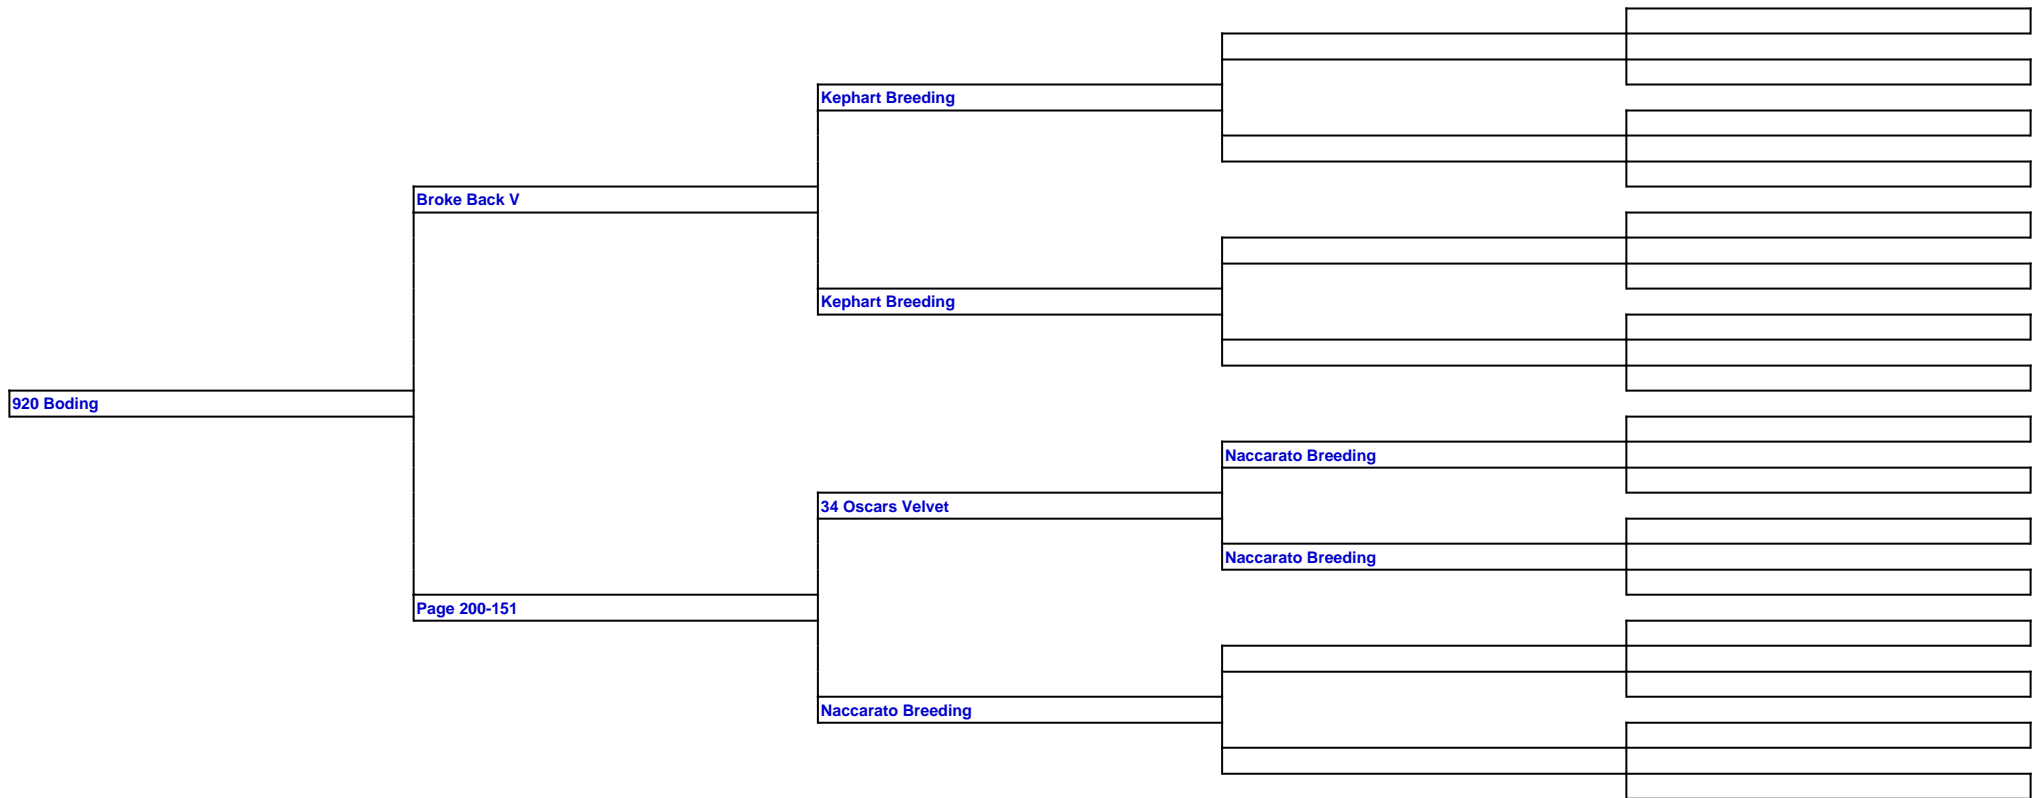 Kephart Breeding
Broke Back V
Kephart Breeding
920 Boding
Naccarato Breeding
34 Oscars Velvet
Naccarato Breeding
Page 200-151
Naccarato Breeding